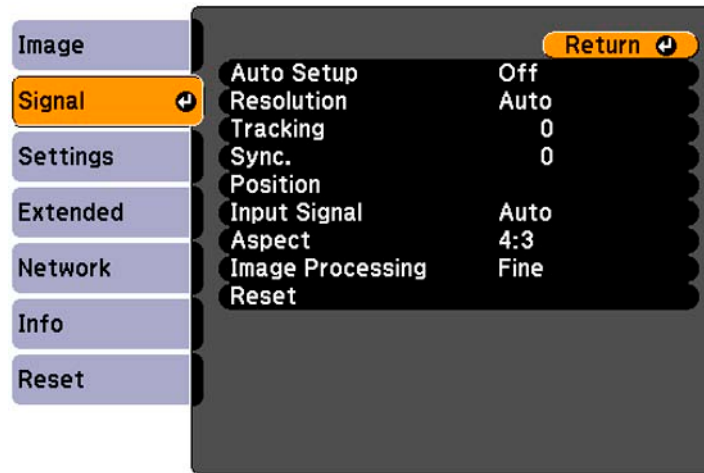 Image
Signal
Settings
Extended
Network
Info
Reset
Return
Auto Setup Off
Resolution Auto
Tracking 0
Sync. 0
Position
Input Signal Auto
Aspect 4:3
Image Processing Fine
Reset